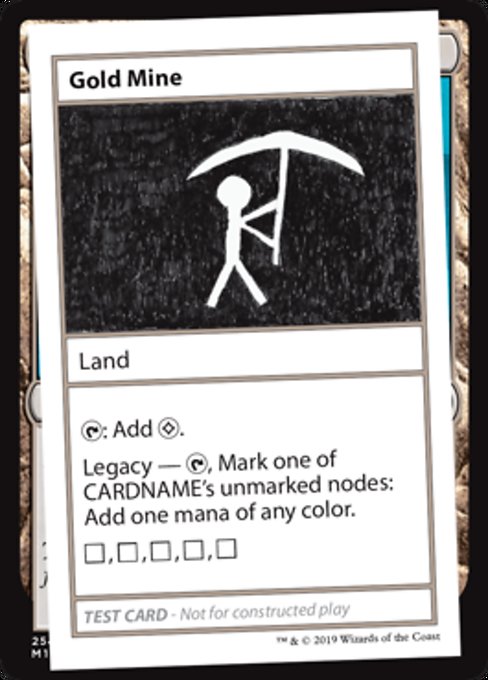 Gold Mine
Land
: Add .
Legacy — , Mark one of
CARDNAME's unmarked nodes:
Add one mana of any color.
□,□,□,□,□
TEST CARD - Not for constructed play
™ & © 2019 Wizards of the Coast
M1